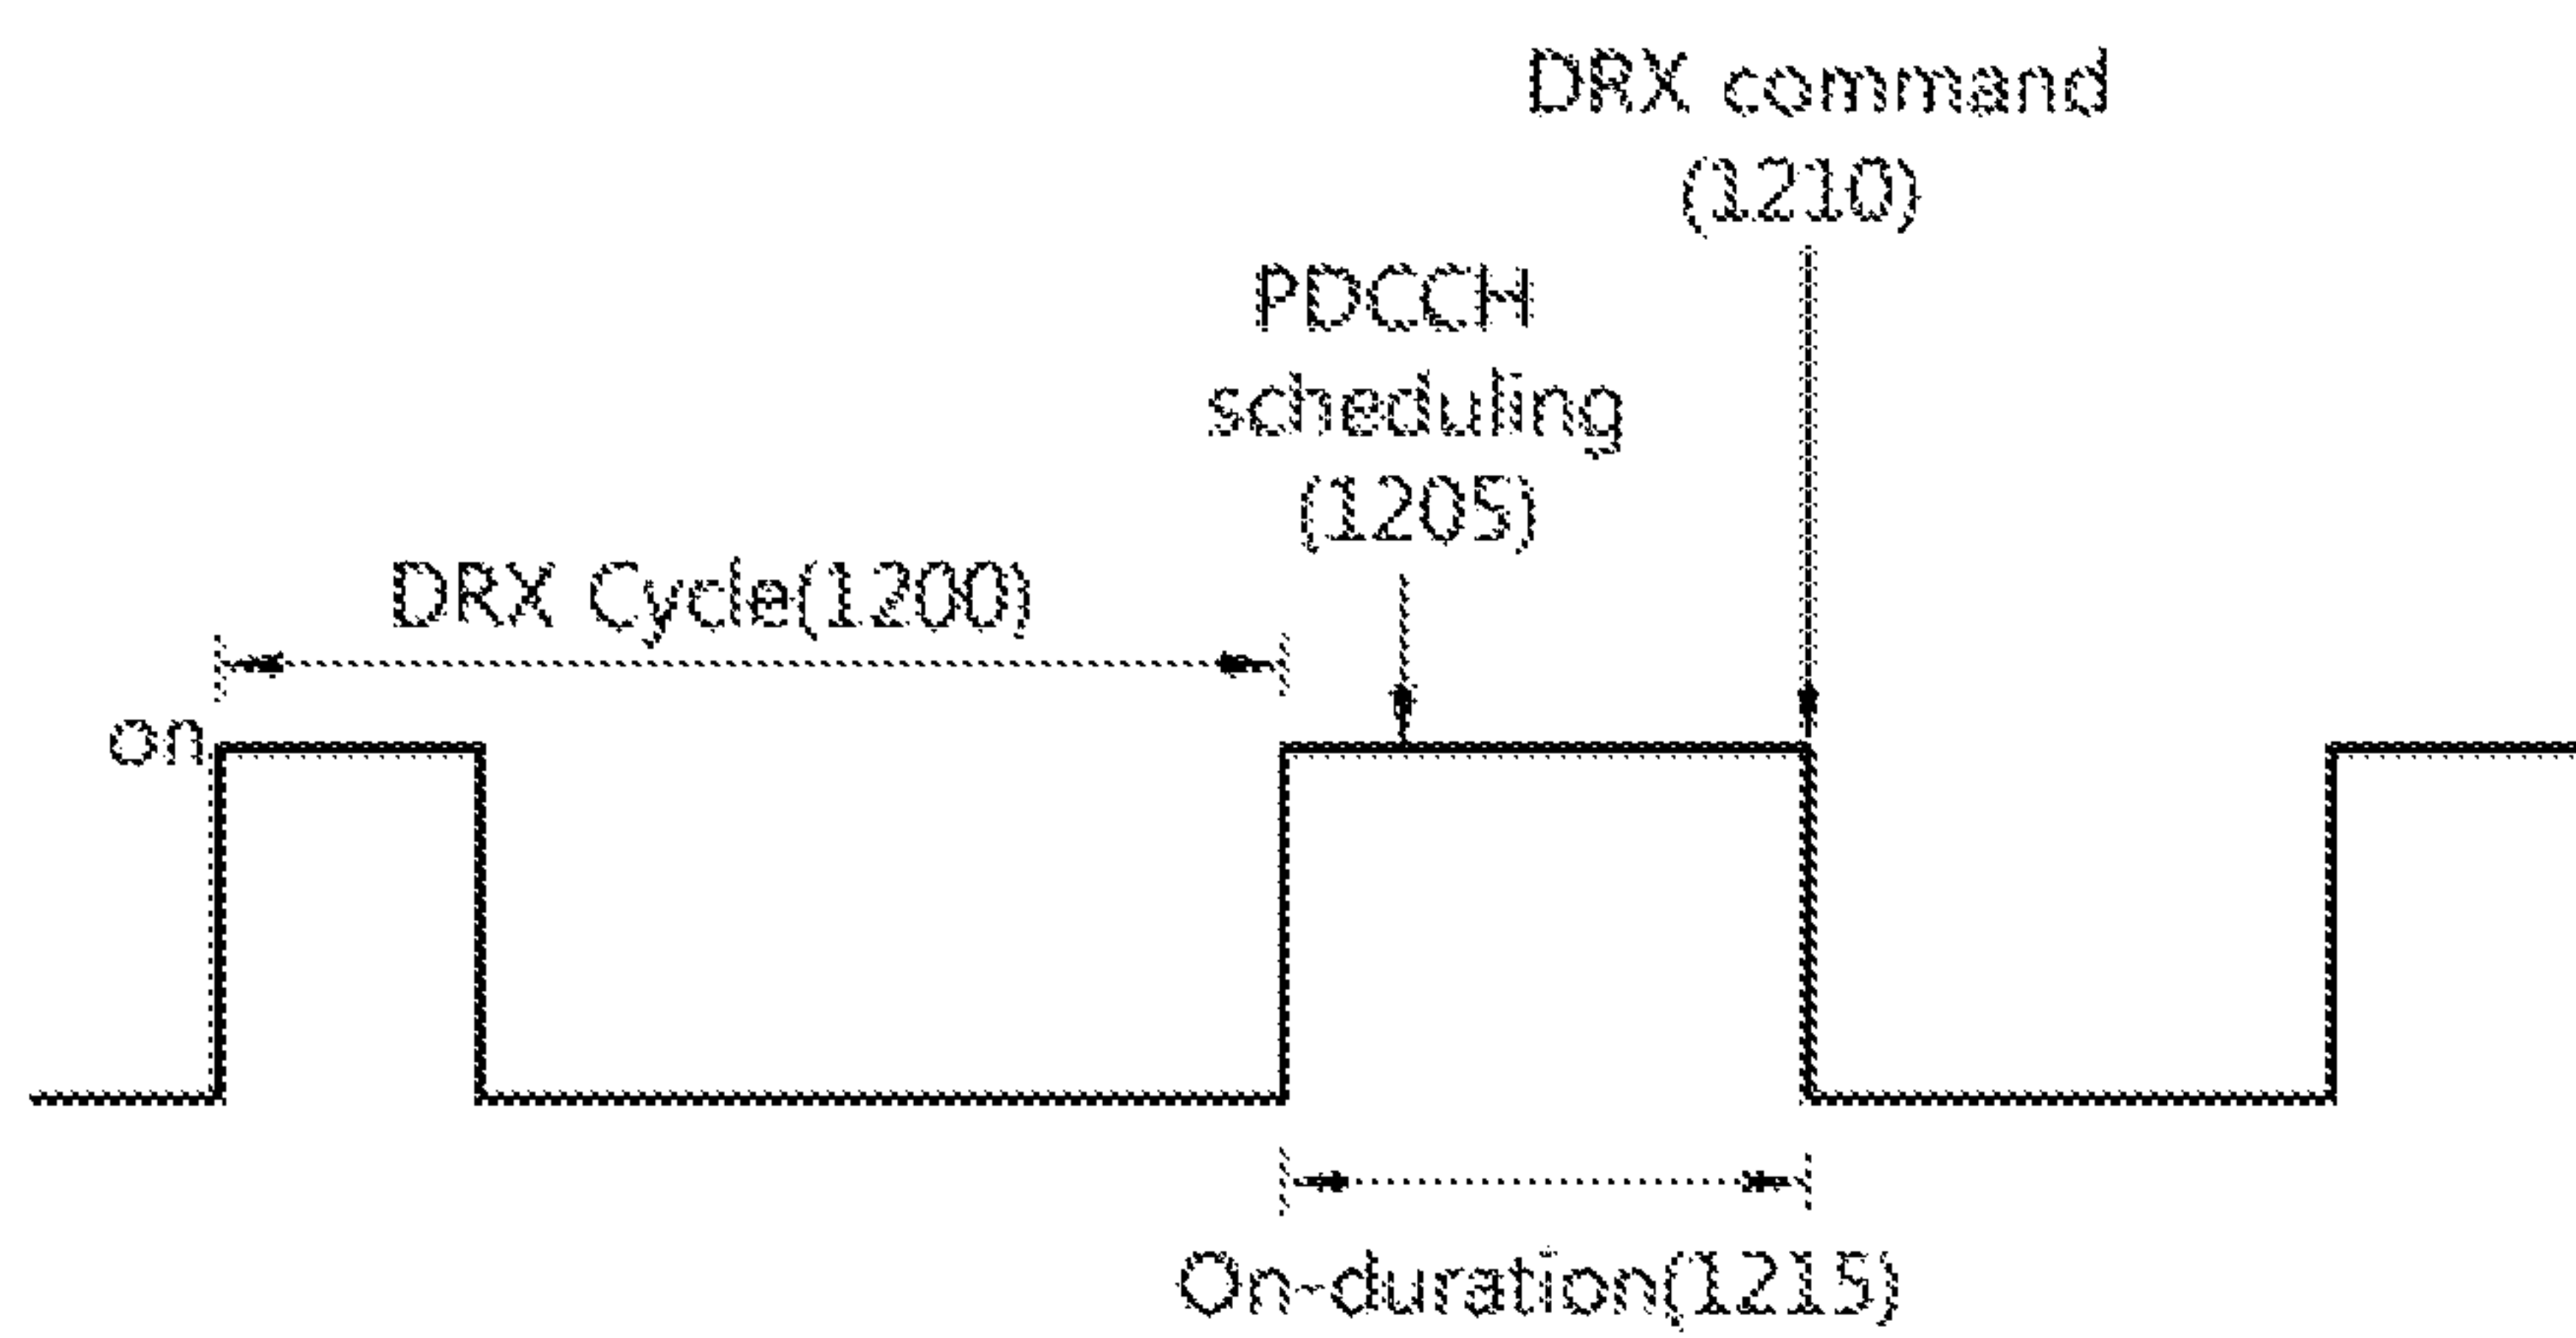 DRX command
(1210)
PDCCH
scheduling
(1205)
DRX Cycle(1200)
on
On-duration(1215)